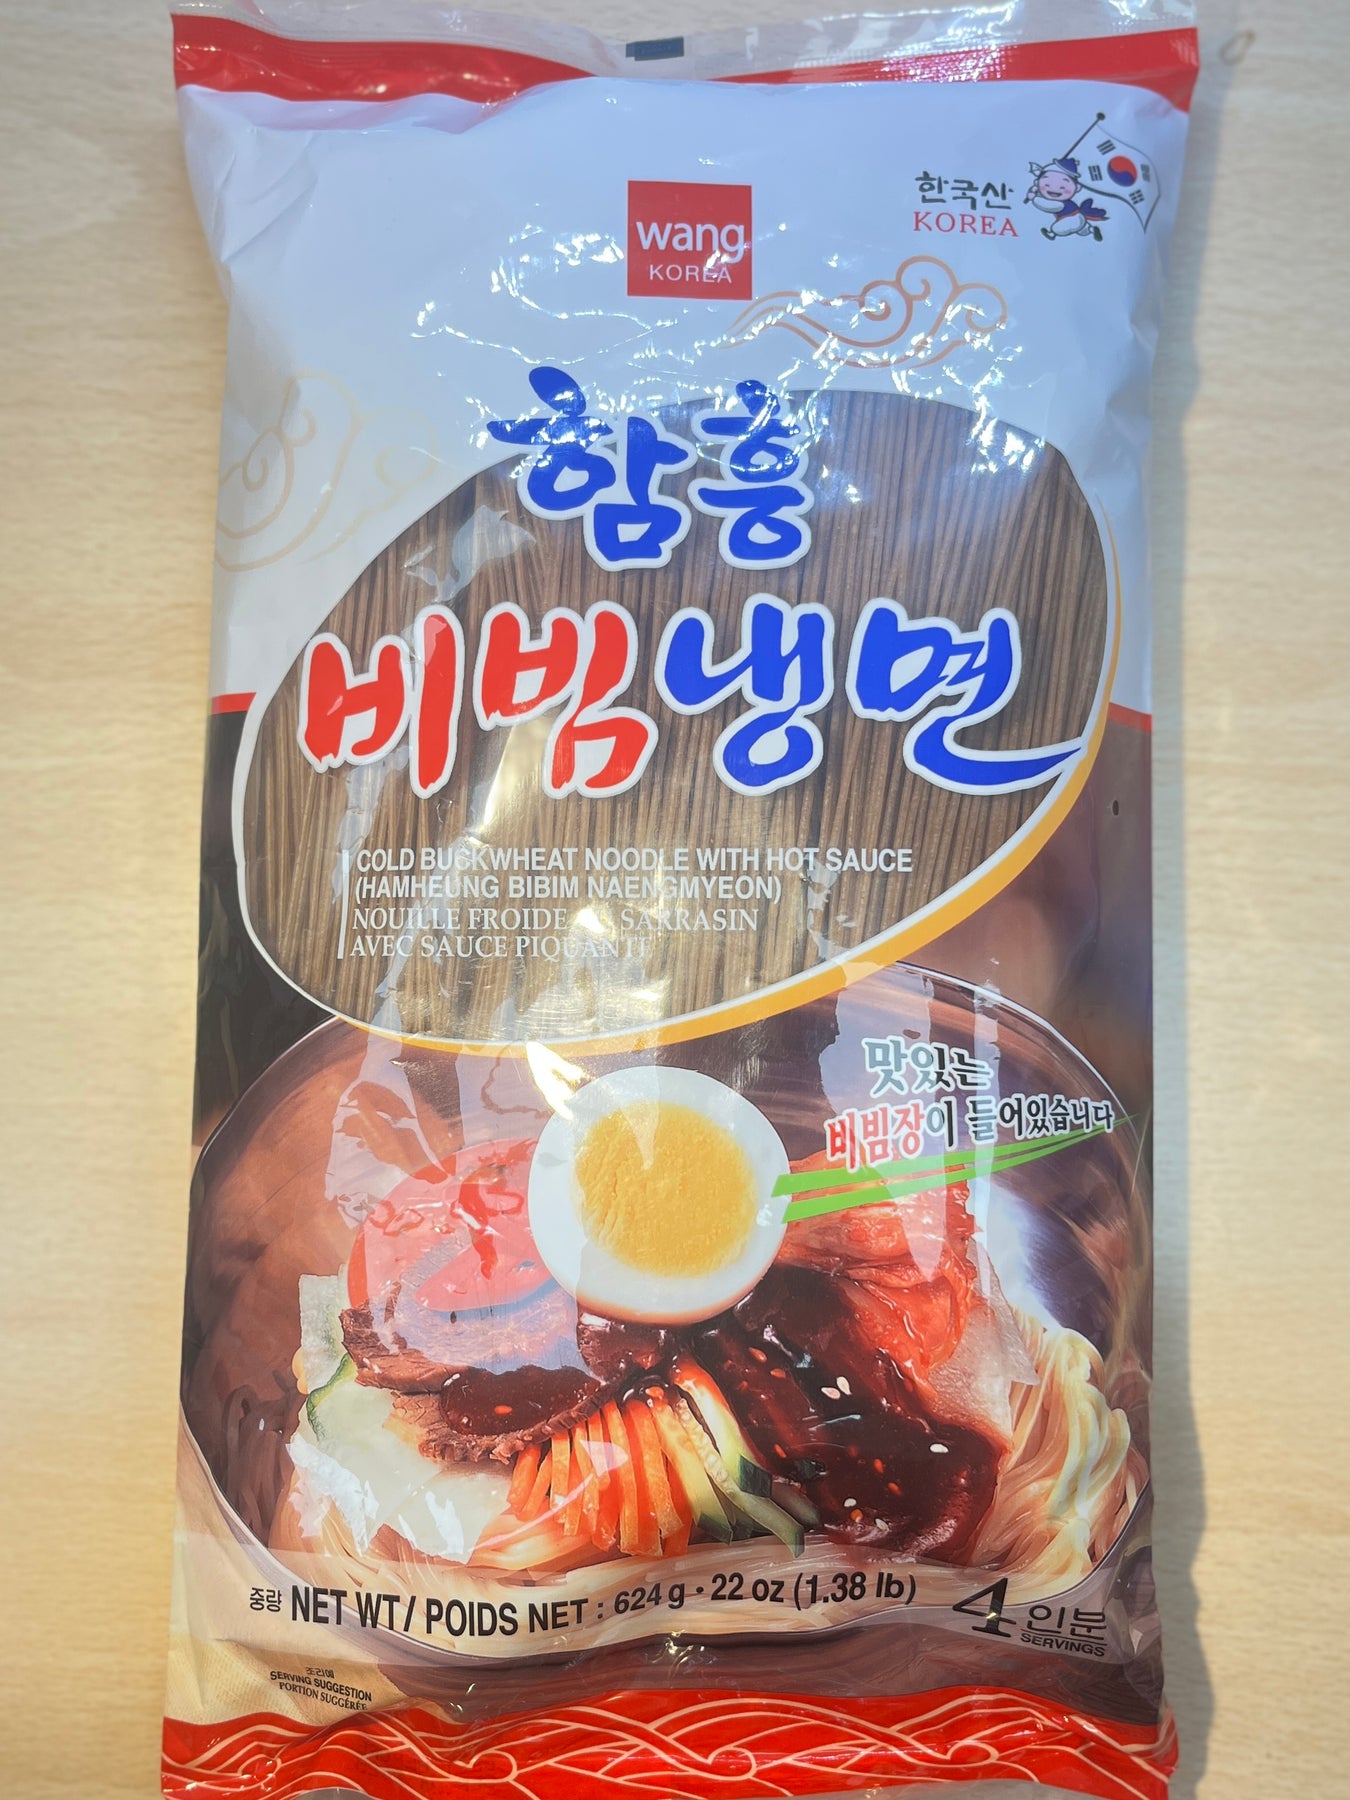 wang
KOREA
한국산
KOREA
함흥
비빔냉면
COLD BUCKWHEAT NOODLE WITH HOT SAUCE
(HAMHEUNG BIBIM NAENGMYEON)
NOUILLE FROIDE AU SARRASIN
AVEC SAUCE PIQUANTE
맛있는
비빔장이 들어있습니다
중량 NET WT / POIDS NET : 624 g · 22 oz (1.38 lb)
4 인분
SERVINGS
조리예
SERVING SUGGESTION
PORTION SUGGÉRÉE